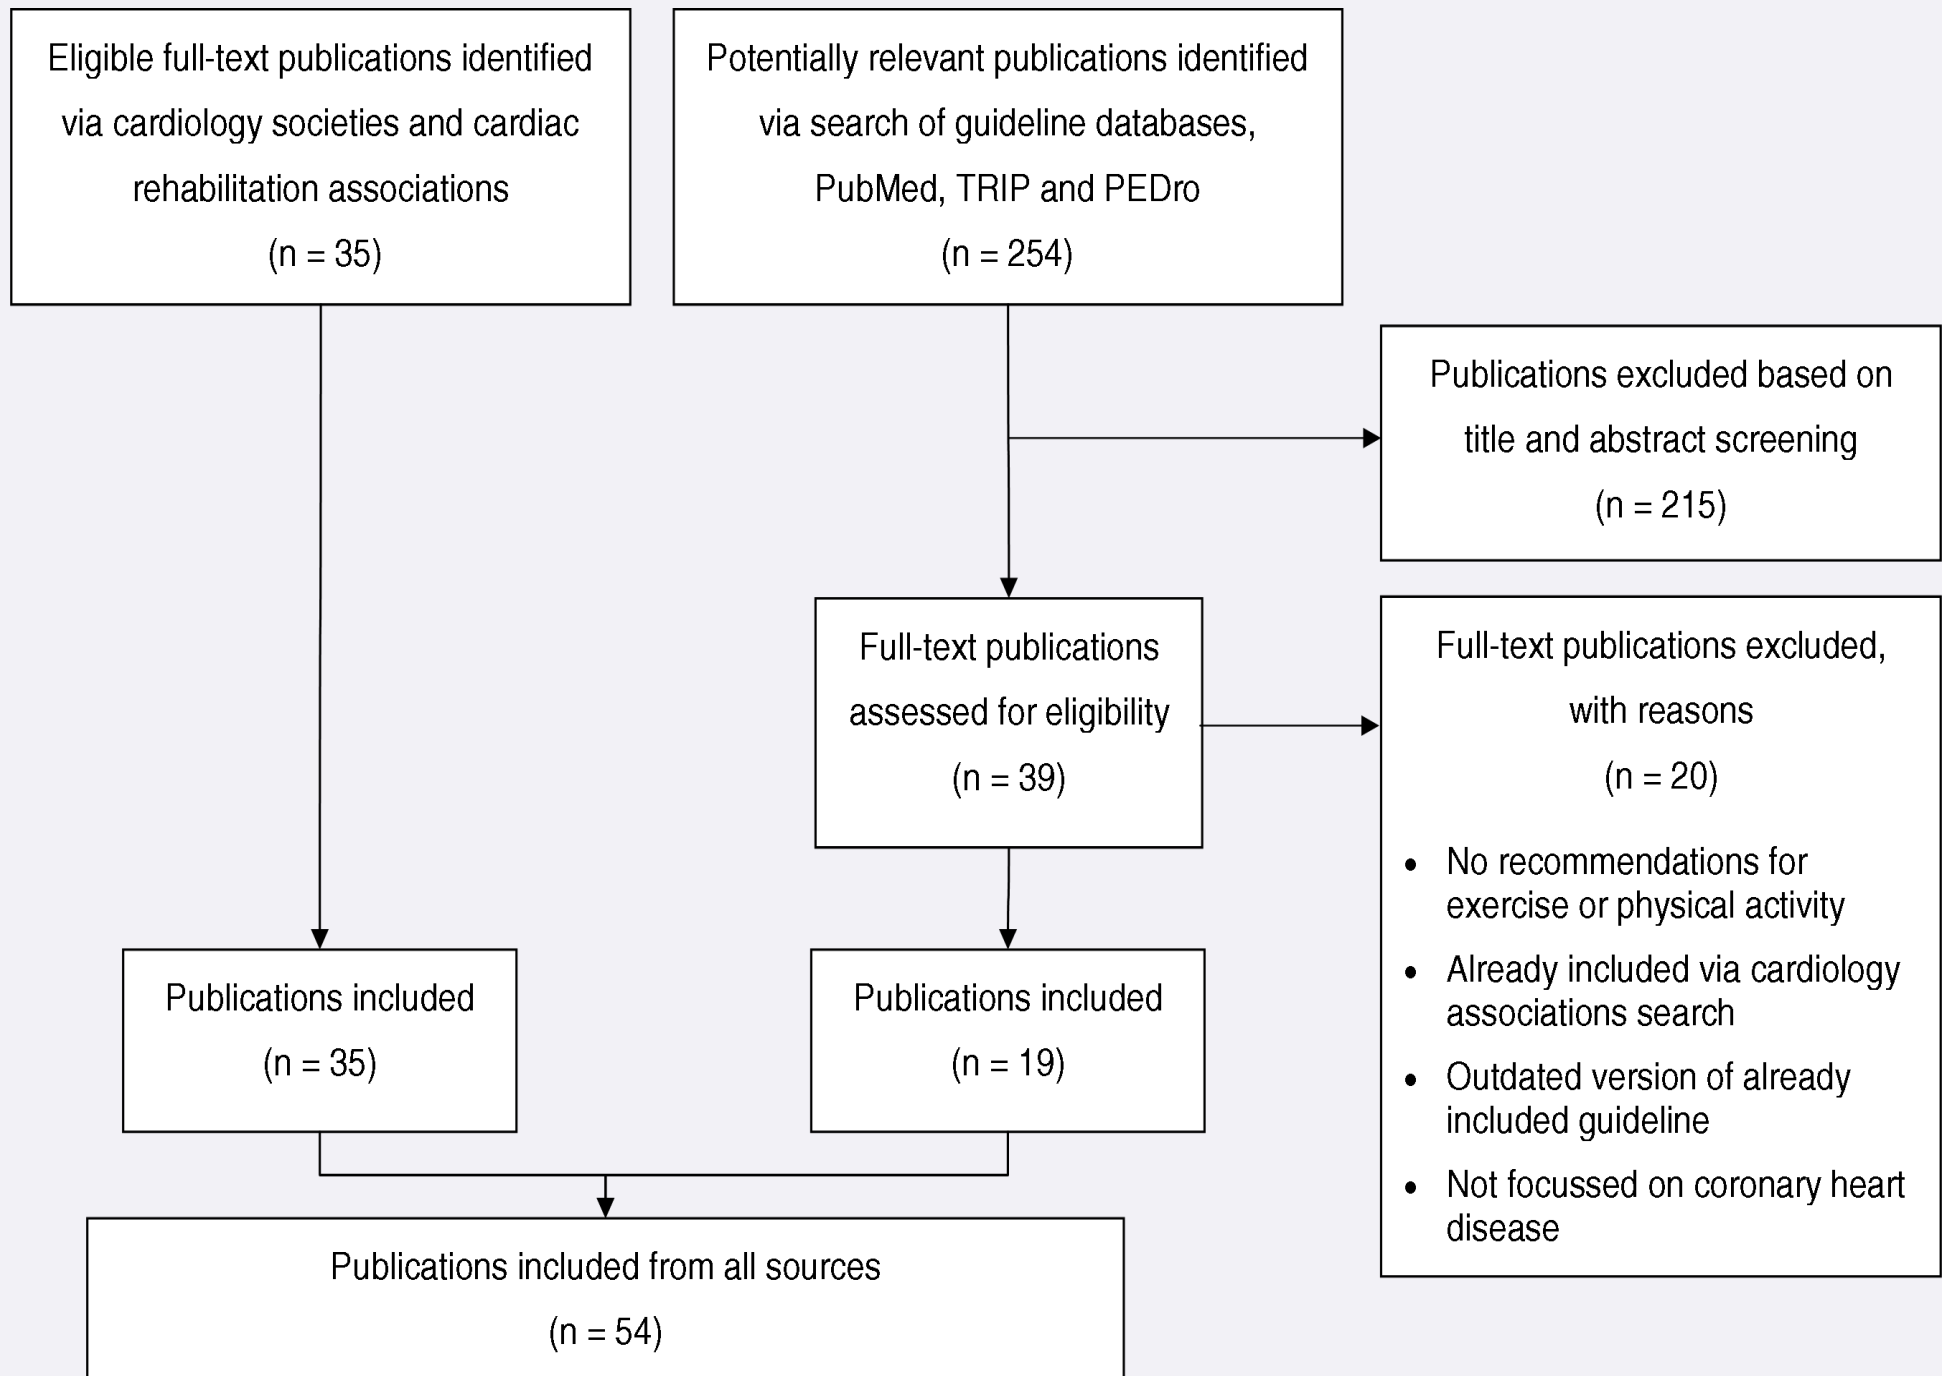 Eligible full-text publications identified
via cardiology societies and cardiac
rehabilitation associations
(n = 35)
Potentially relevant publications identified
via search of guideline databases,
PubMed, TRIP and PEDro
(n = 254)
Publications excluded based on
title and abstract screening
(n = 215)
Full-text publications
assessed for eligibility
(n = 39)
Full-text publications excluded,
with reasons
(n = 20)
• No recommendations for
exercise or physical activity
• Already included via cardiology
associations search
• Outdated version of already
included guideline
• Not focussed on coronary heart
disease
Publications included
(n = 35)
Publications included
(n = 19)
Publications included from all sources
(n = 54)